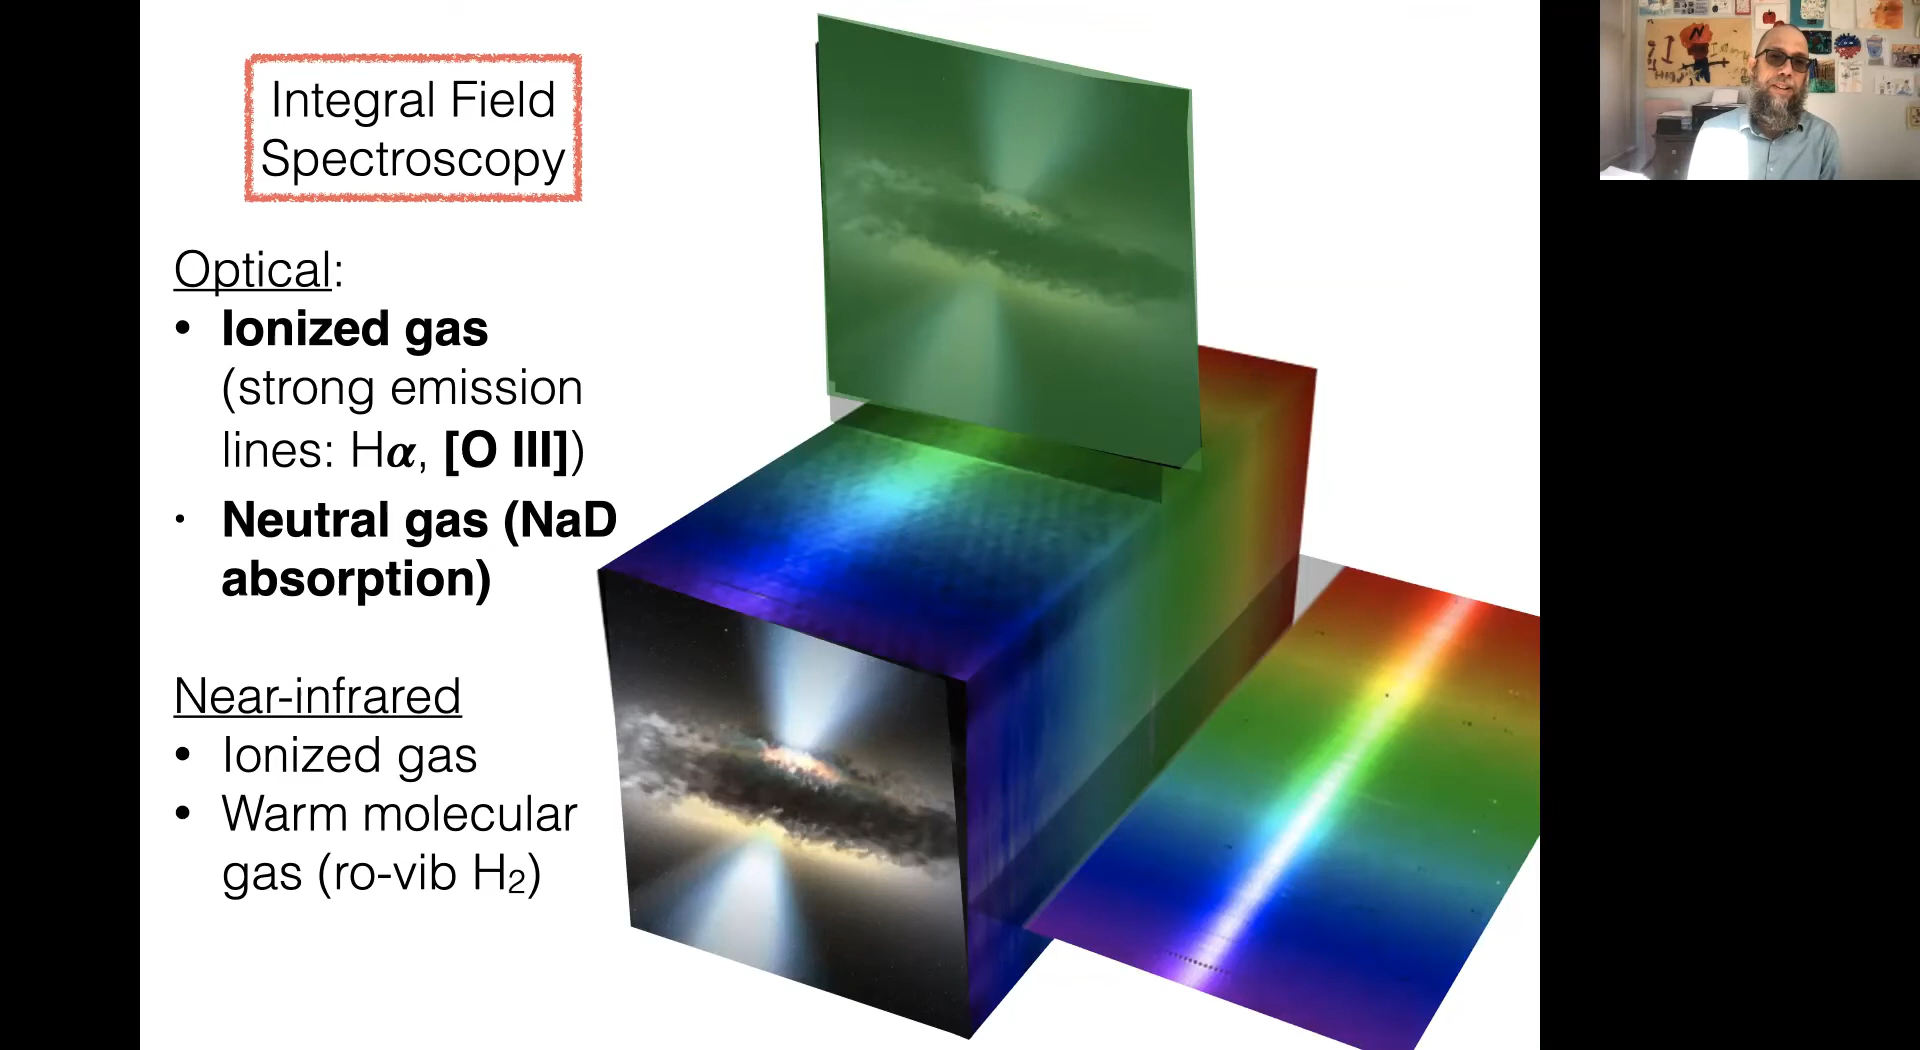 Integral Field
Spectroscopy
Optical:
• Ionized gas
(strong emission
lines: Hα, [O III])
• Neutral gas (NaD
absorption)
Near-infrared
• Ionized gas
• Warm molecular
gas (ro-vib H₂)